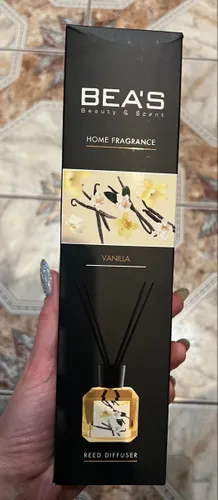 BEA'S
Beauty & Scent
HOME FRAGRANCE
VANILLA
REED DIFFUSER